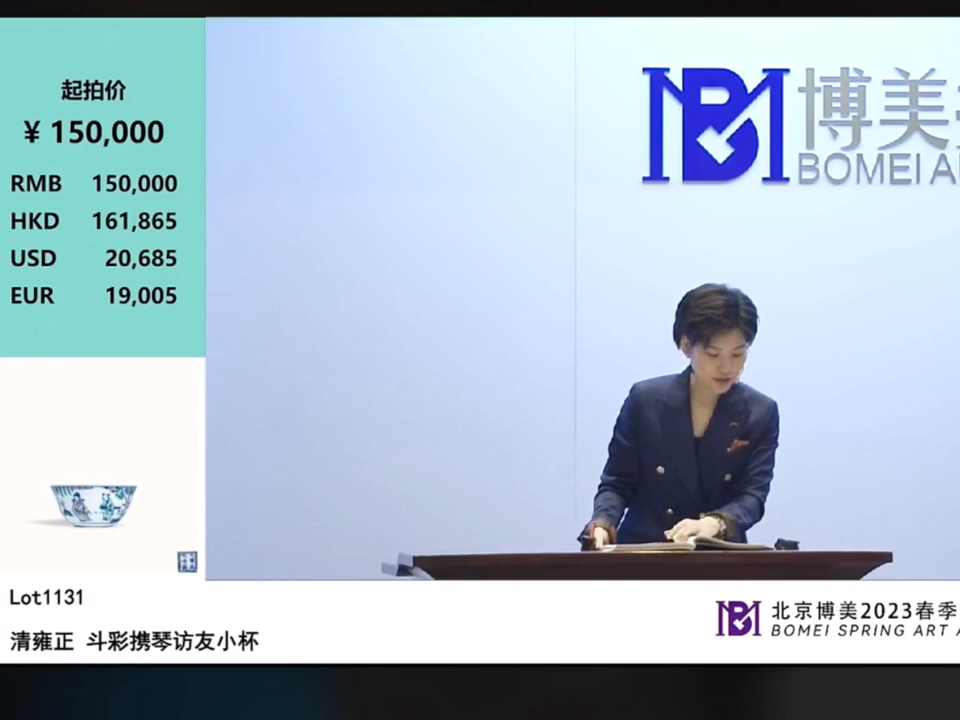 起拍价
¥ 150,000
RMB 150,000
HKD 161,865
USD 20,685
EUR 19,005
Lot1131
清雍正 斗彩携琴访友小杯
博美
BOMEI
北京博美2023春季
BOMEI SPRING ART